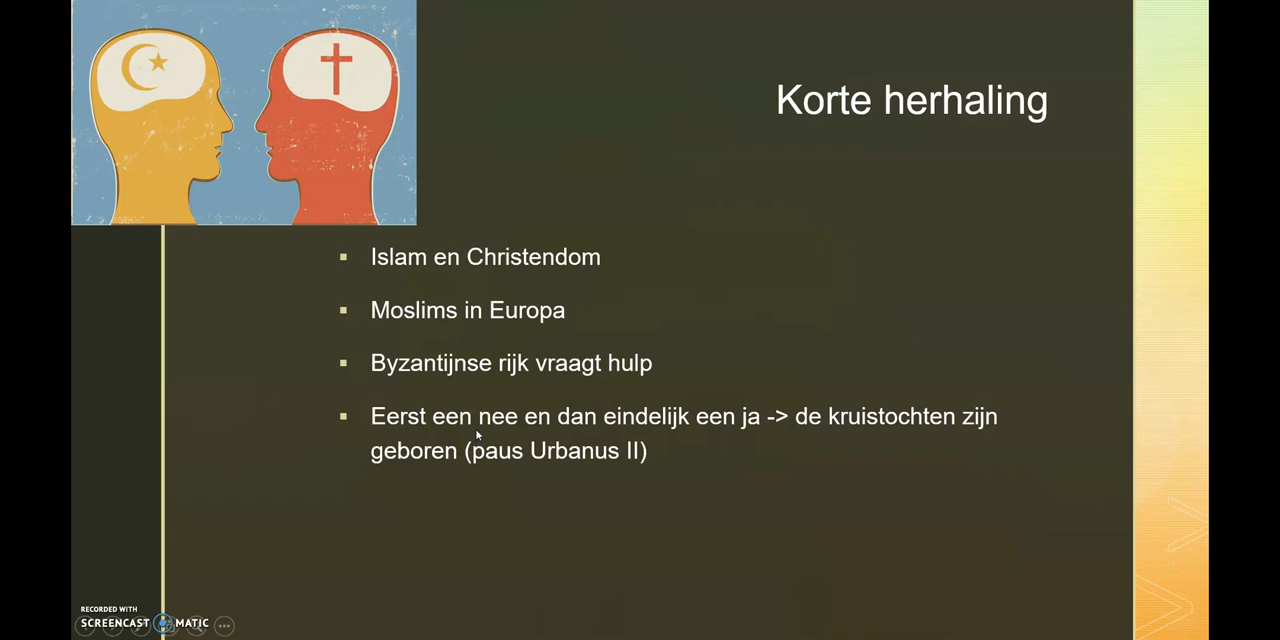 Korte herhaling
Islam en Christendom
Moslims in Europa
Byzantijnse rijk vraagt hulp
Eerst een nee en dan eindelijk een ja -> de kruistochten zijn
geboren (paus Urbanus II)
RECORDED WITH
SCREENCAST MATIC